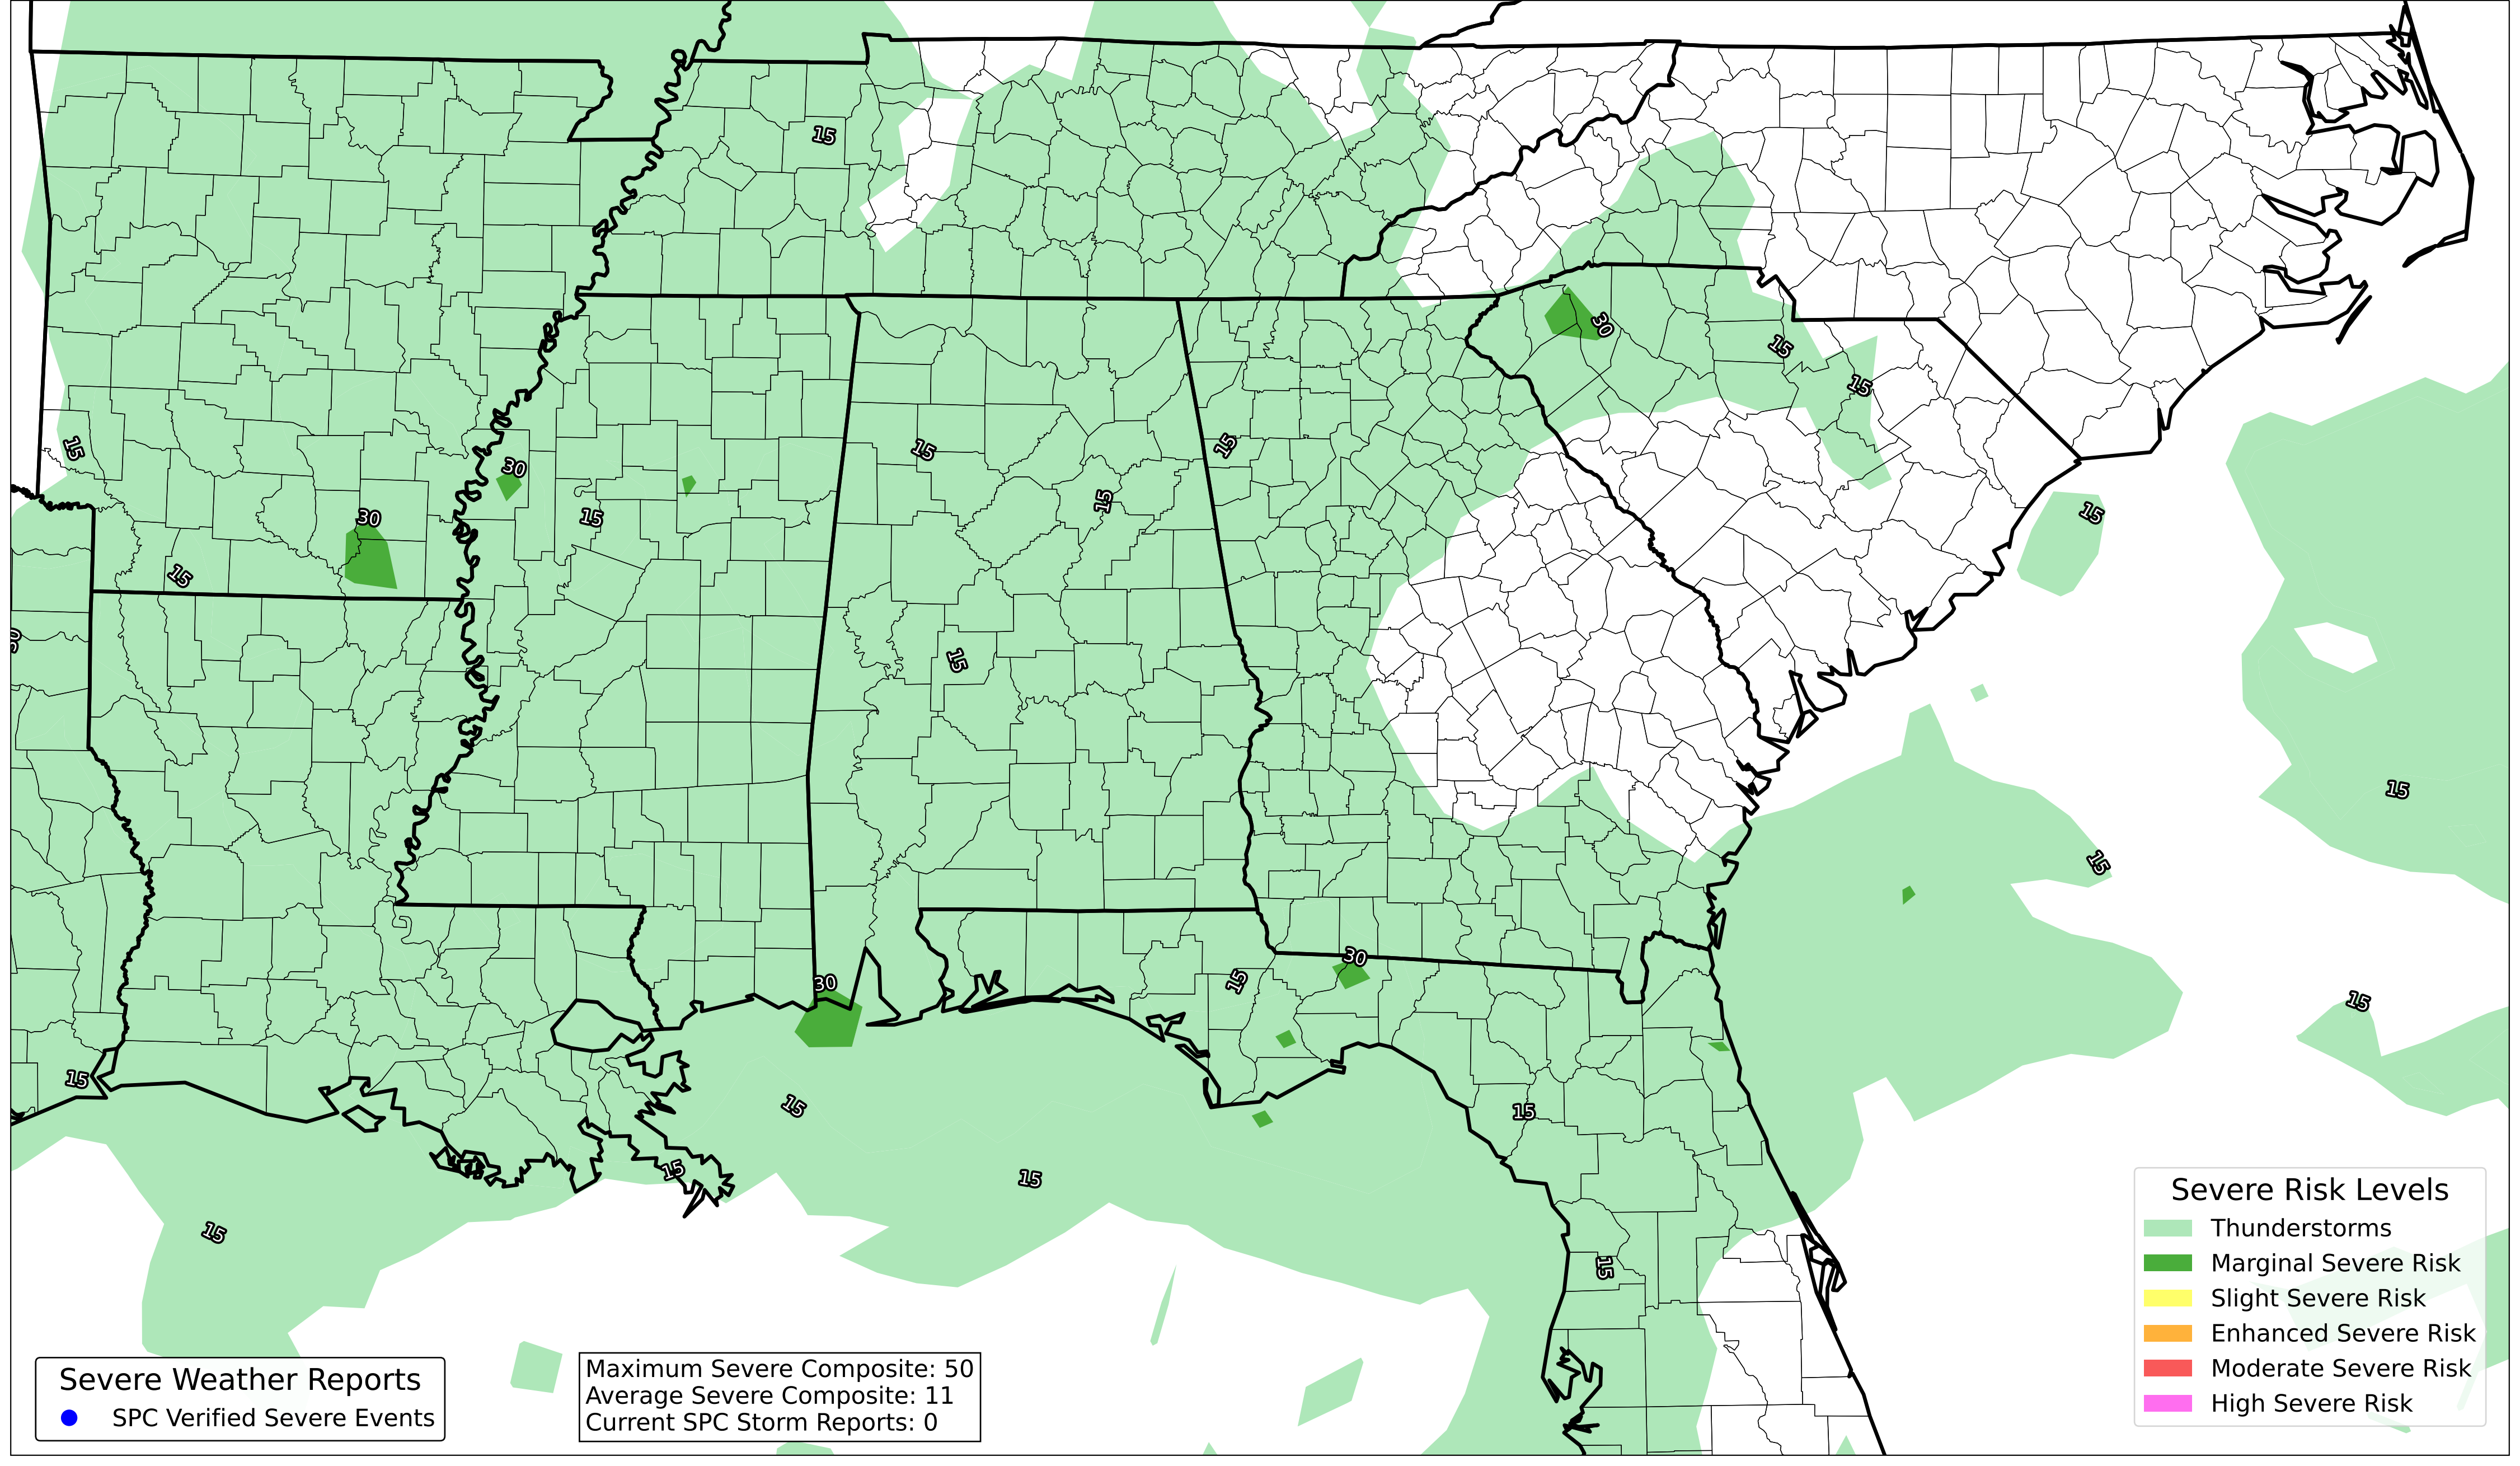 15
30
15
15
15
15
15
30
15
30
15
15
15
15
15
30
30
15
15
15
15
15
15
15
15
15
15
Severe Risk Levels
Thunderstorms
Marginal Severe Risk
Slight Severe Risk
Enhanced Severe Risk
Moderate Severe Risk
High Severe Risk
Severe Weather Reports
SPC Verified Severe Events
Maximum Severe Composite: 50
Average Severe Composite: 11
Current SPC Storm Reports: 0